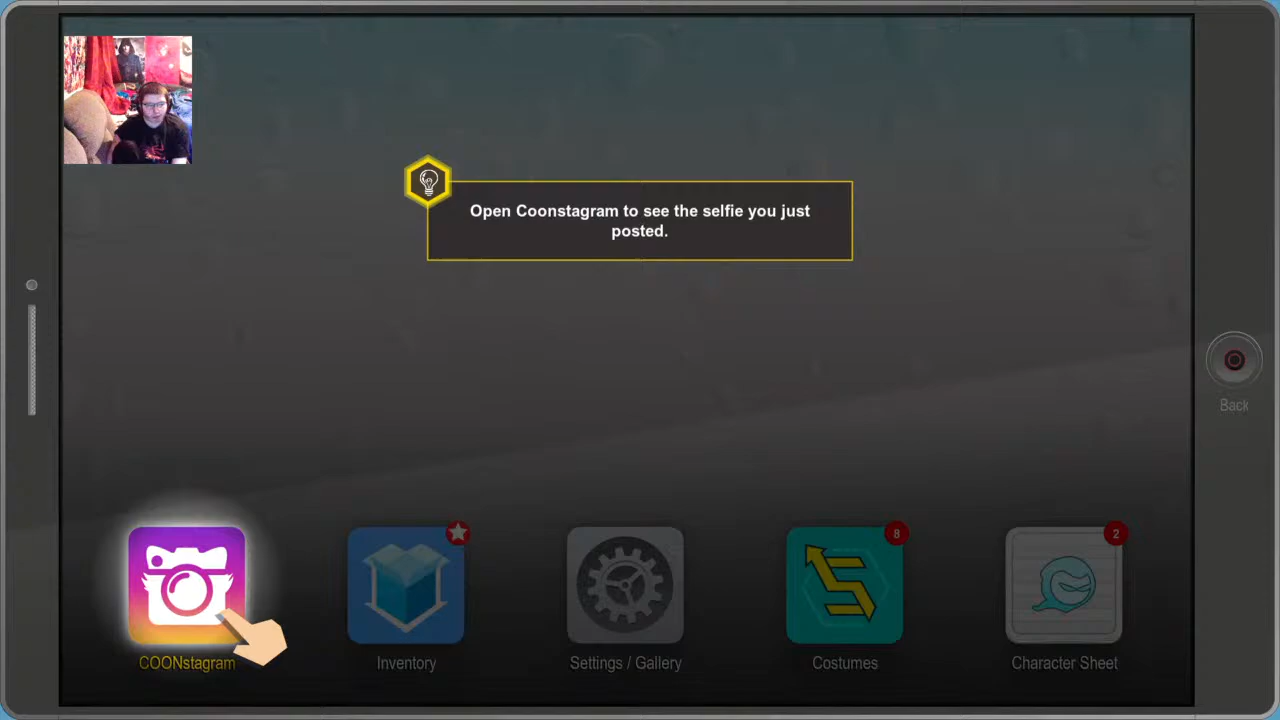 Open Coonstagram to see the selfie you just
posted.
Back
8
2
COONstagram
Inventory
Settings / Gallery
Costumes
Character Sheet